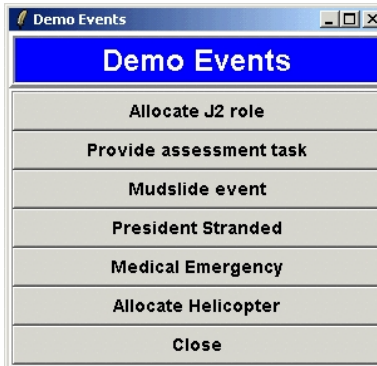 Demo Events
Demo Events
Allocate J2 role
Provide assessment task
Mudslide event
President Stranded
Medical Emergency
Allocate Helicopter
Close